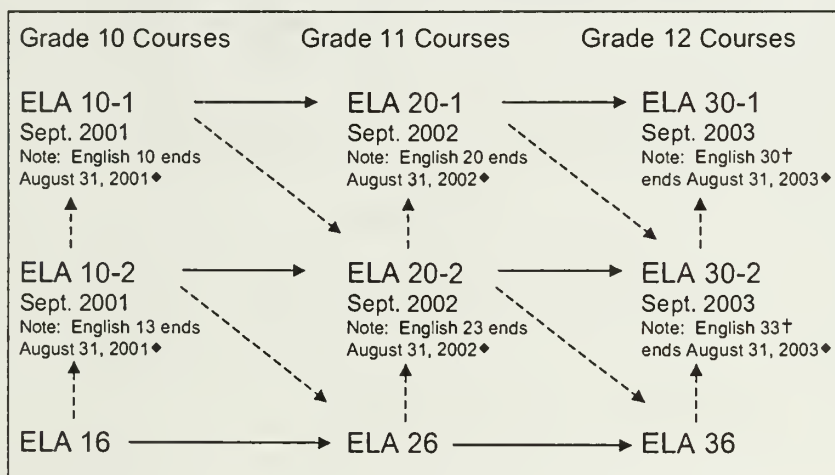 Grade 10 Courses Grade 11 Courses Grade 12 Courses
ELA 10-1 ELA 20-1 ELA 30-1
Sept. 2001 Sept. 2002 Sept. 2003
Note: English 10 ends Note: English 20 ends Note: English 30†
August 31, 2001◆ August 31, 2002◆ ends August 31, 2003◆
ELA 10-2 ELA 20-2 ELA 30-2
Sept. 2001 Sept. 2002 Sept. 2003
Note: English 13 ends Note: English 23 ends Note: English 33†
August 31, 2001◆ August 31, 2002◆ ends August 31, 2003◆
ELA 16 ELA 26 ELA 36